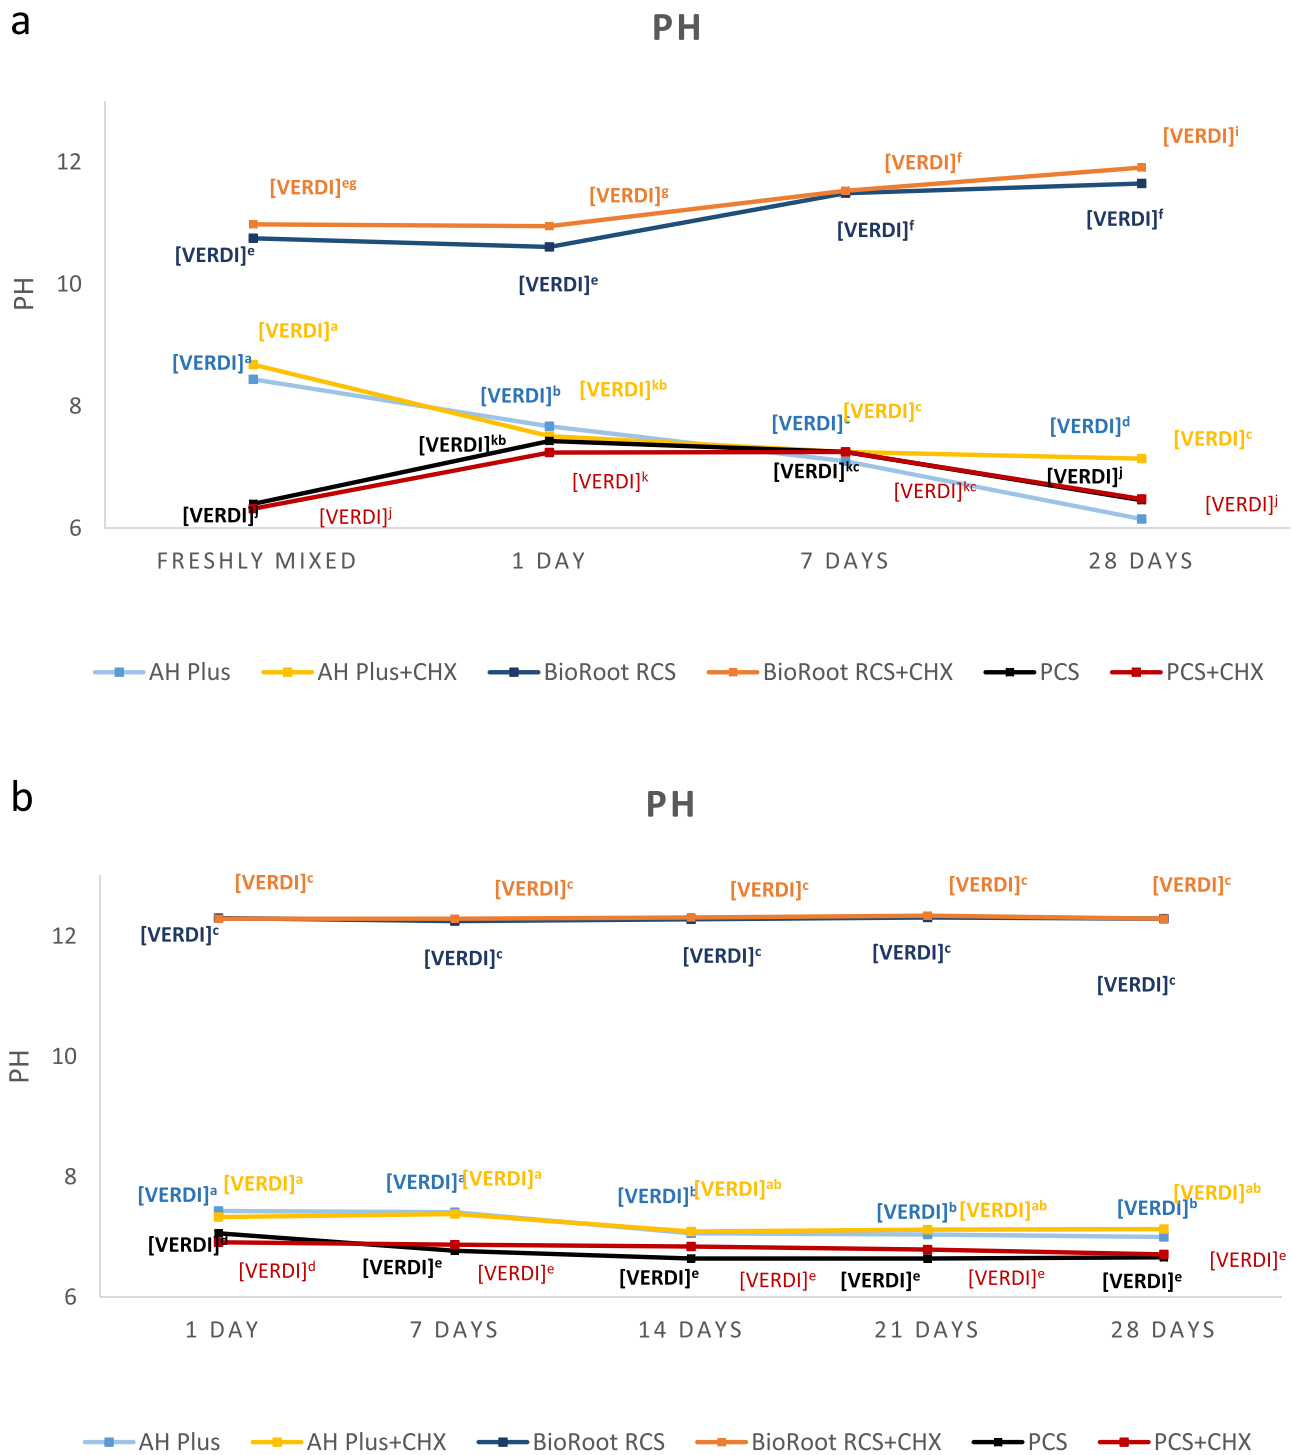 a
PH
12
10
8
6
PH
[VERDI]ⁱ
[VERDI]ᶠ
[VERDI]ᵉᵍ
[VERDI]ᵍ
[VERDI]ᶠ
[VERDI]ᶠ
[VERDI]ᵉ
[VERDI]ᵉ
[VERDI]ᵃ
[VERDI]ᵃ
[VERDI]ᵇ
[VERDI]ᵏᵇ
[VERDI]ᶜ
[VERDI]ᶜ
[VERDI]ᵈ
[VERDI]ᶜ
[VERDI]ᵏᵇ
[VERDI]ᵏ
[VERDI]ᵏᶜ
[VERDI]ᵏᶜ
[VERDI]ʲ
[VERDI]ʲ
[VERDI]ʲ
[VERDI]ʲ
FRESHLY MIXED 1 DAY 7 DAYS 28 DAYS
AH Plus AH Plus+CHX BioRoot RCS BioRoot RCS+CHX PCS PCS+CHX
b
PH
12
10
8
6
PH
[VERDI]ᶜ [VERDI]ᶜ [VERDI]ᶜ [VERDI]ᶜ [VERDI]ᶜ
[VERDI]ᶜ [VERDI]ᶜ [VERDI]ᶜ [VERDI]ᶜ [VERDI]ᶜ
[VERDI]ᵃ [VERDI]ᵃ [VERDI]ᵃ [VERDI]ᵃ [VERDI]ᵇ [VERDI]ᵃᵇ [VERDI]ᵇ [VERDI]ᵃᵇ [VERDI]ᵇ [VERDI]ᵃᵇ
[VERDI] [VERDI]ᵈ [VERDI]ᵉ [VERDI]ᵉ [VERDI]ᵉ [VERDI]ᵉ [VERDI]ᵉ [VERDI]ᵉ [VERDI]ᵉ [VERDI]ᵉ
1 DAY 7 DAYS 14 DAYS 21 DAYS 28 DAYS
AH Plus AH Plus+CHX BioRoot RCS BioRoot RCS+CHX PCS PCS+CHX